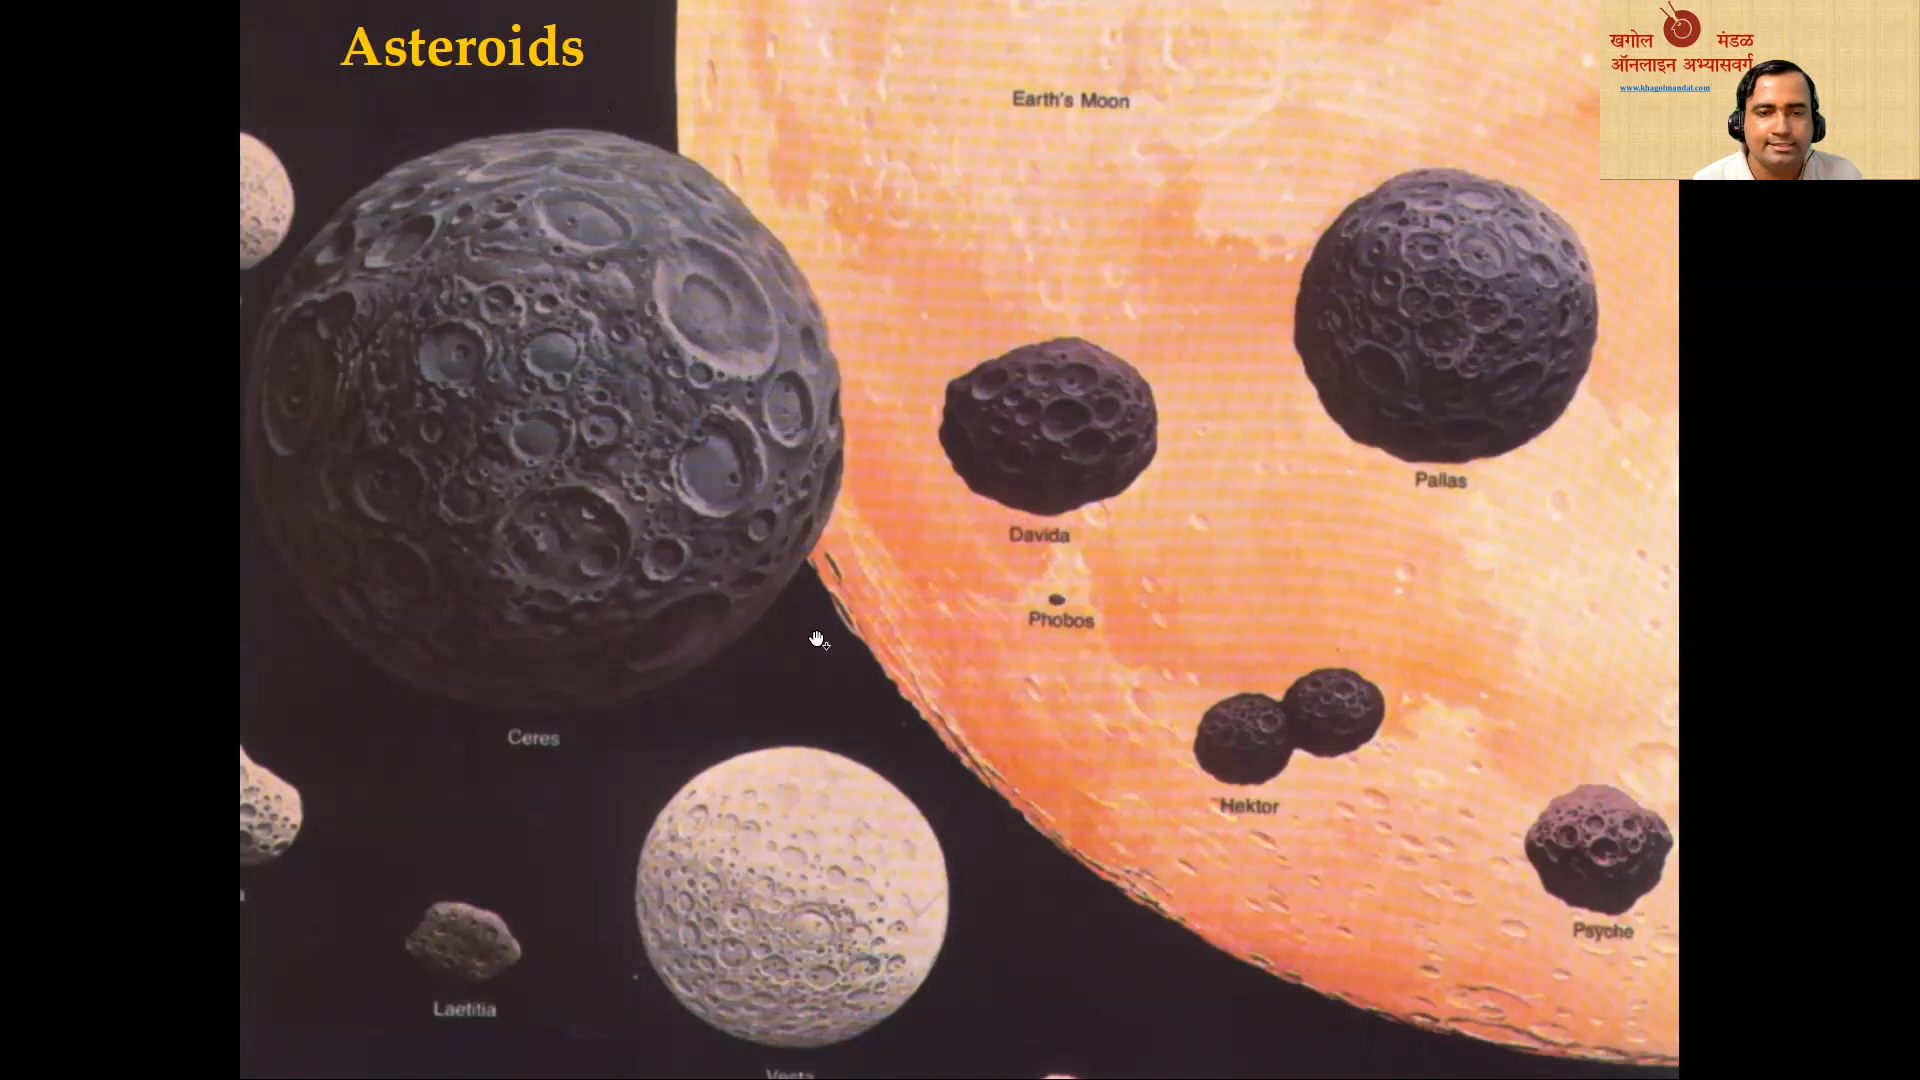 Asteroids
Earth's Moon
खगोल मंडळ
ऑनलाइन अभ्यासवर्ग
www.khagolmandal.com
Pallas
Davida
Phobos
Ceres
Hektor
Psyche
Laetitia
Vesta